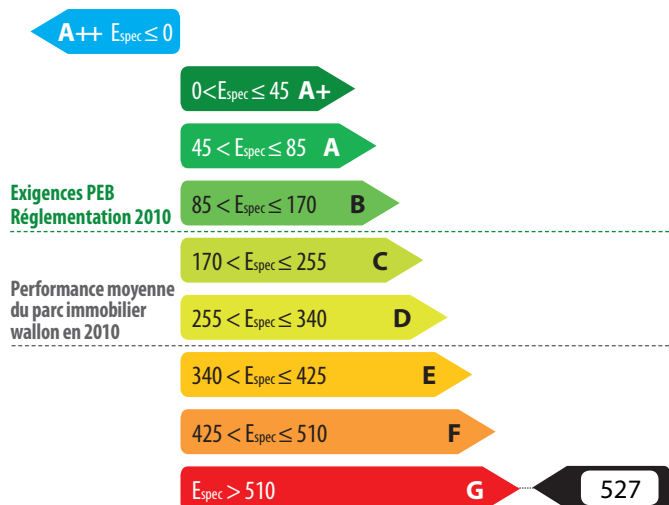 A++ Espec ≤ 0
0<Espec ≤ 45 A+
45 < Espec ≤ 85 A
Exigences PEB
Réglementation 2010
85 < Espec ≤ 170 B
170 < Espec ≤ 255 C
Performance moyenne
du parc immobilier
wallon en 2010
255 < Espec ≤ 340 D
340 < Espec ≤ 425 E
425 < Espec ≤ 510 F
Espec > 510 G 527